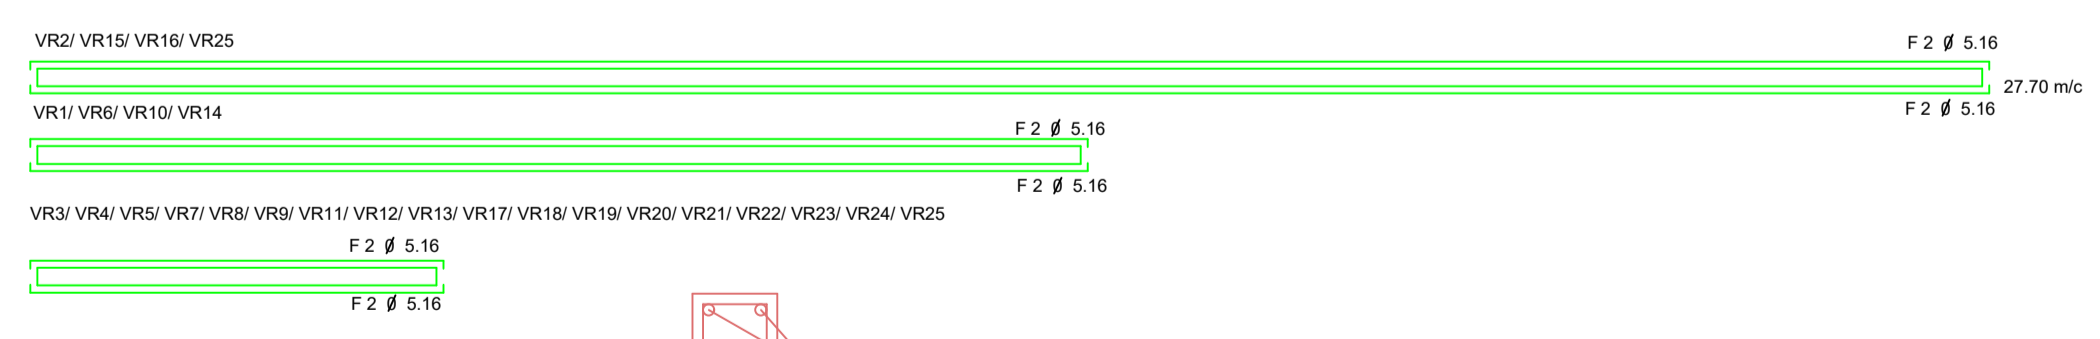 VR2/ VR15/ VR16/ VR25
F 2 Ø 5.16
27.70 m/c
F 2 Ø 5.16
VR1/ VR6/ VR10/ VR14
F 2 Ø 5.16
F 2 Ø 5.16
VR3/ VR4/ VR5/ VR7/ VR8/ VR9/ VR11/ VR12/ VR13/ VR17/ VR18/ VR19/ VR20/ VR21/ VR22/ VR23/ VR24/ VR25
F 2 Ø 5.16
F 2 Ø 5.16